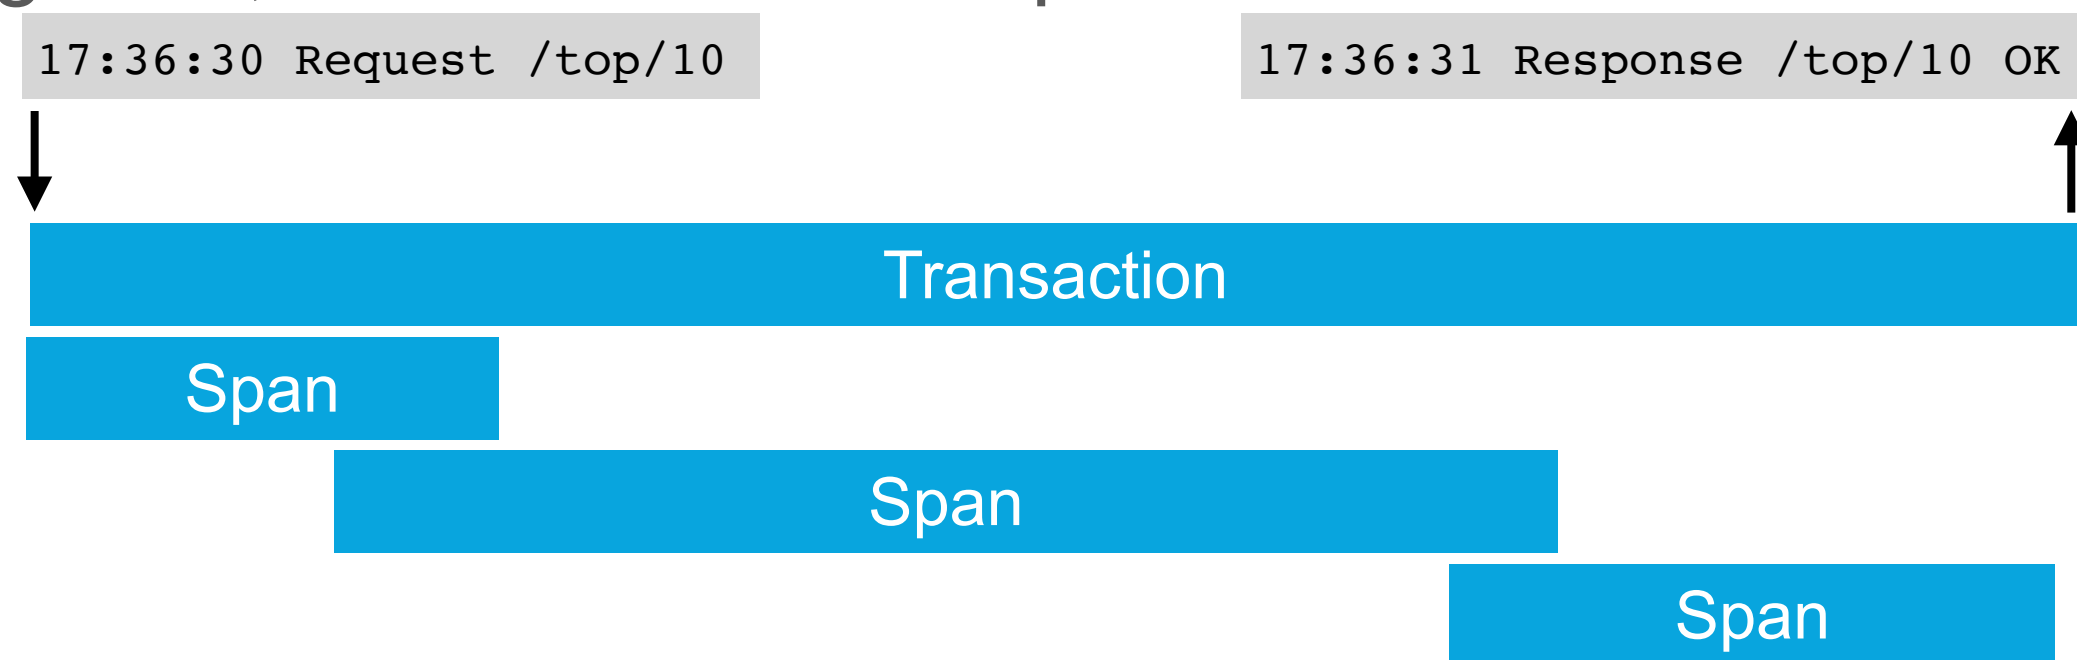 17:36:30 Request /top/10
17:36:31 Response /top/10 OK
Transaction
Span
Span
Span